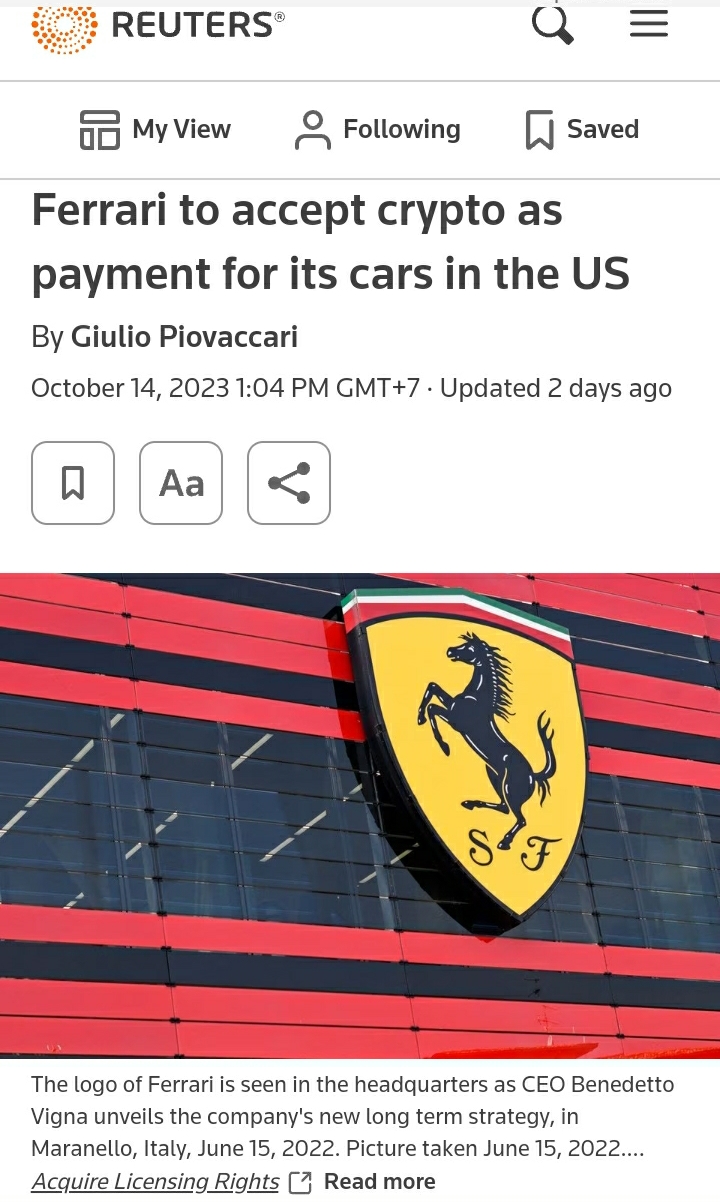 REUTERS®
My View Following Saved
Ferrari to accept crypto as
payment for its cars in the US
By Giulio Piovaccari
October 14, 2023 1:04 PM GMT+7 · Updated 2 days ago
Aa
S F
The logo of Ferrari is seen in the headquarters as CEO Benedetto
Vigna unveils the company's new long term strategy, in
Maranello, Italy, June 15, 2022. Picture taken June 15, 2022....
Acquire Licensing Rights Read more